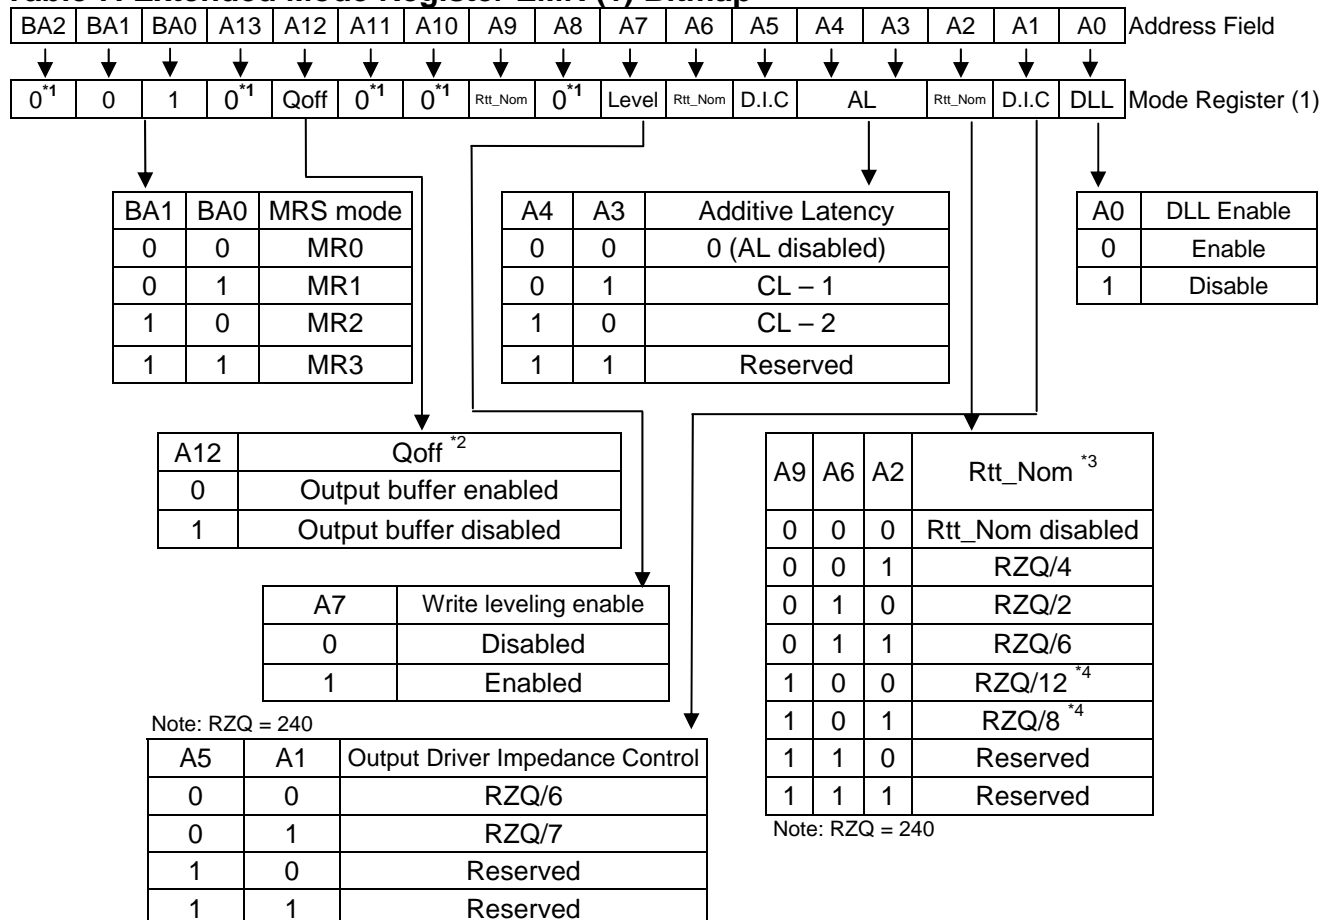 Table 7. Extended Mode Register EMR (1) Bitmap
BA2 BA1 BA0 A13 A12 A11 A10 A9 A8 A7 A6 A5 A4 A3 A2 A1 A0 Address Field
0*1 0 1 0*1 Qoff 0*1 0*1 Rtt_Nom 0*1 Level Rtt_Nom D.I.C AL Rtt_Nom D.I.C DLL Mode Register (1)
BA1 BA0 MRS mode
0 0 MR0
0 1 MR1
1 0 MR2
1 1 MR3
A4 A3 Additive Latency
0 0 0 (AL disabled)
0 1 CL – 1
1 0 CL – 2
1 1 Reserved
A0 DLL Enable
0 Enable
1 Disable
A12 Qoff *2
0 Output buffer enabled
1 Output buffer disabled
A9 A6 A2 Rtt_Nom *3
0 0 0 Rtt_Nom disabled
0 0 1 RZQ/4
0 1 0 RZQ/2
0 1 1 RZQ/6
1 0 0 RZQ/12 *4
1 0 1 RZQ/8 *4
1 1 0 Reserved
1 1 1 Reserved
Note: RZQ = 240
A7 Write leveling enable
0 Disabled
1 Enabled
Note: RZQ = 240
A5 A1 Output Driver Impedance Control
0 0 RZQ/6
0 1 RZQ/7
1 0 Reserved
1 1 Reserved